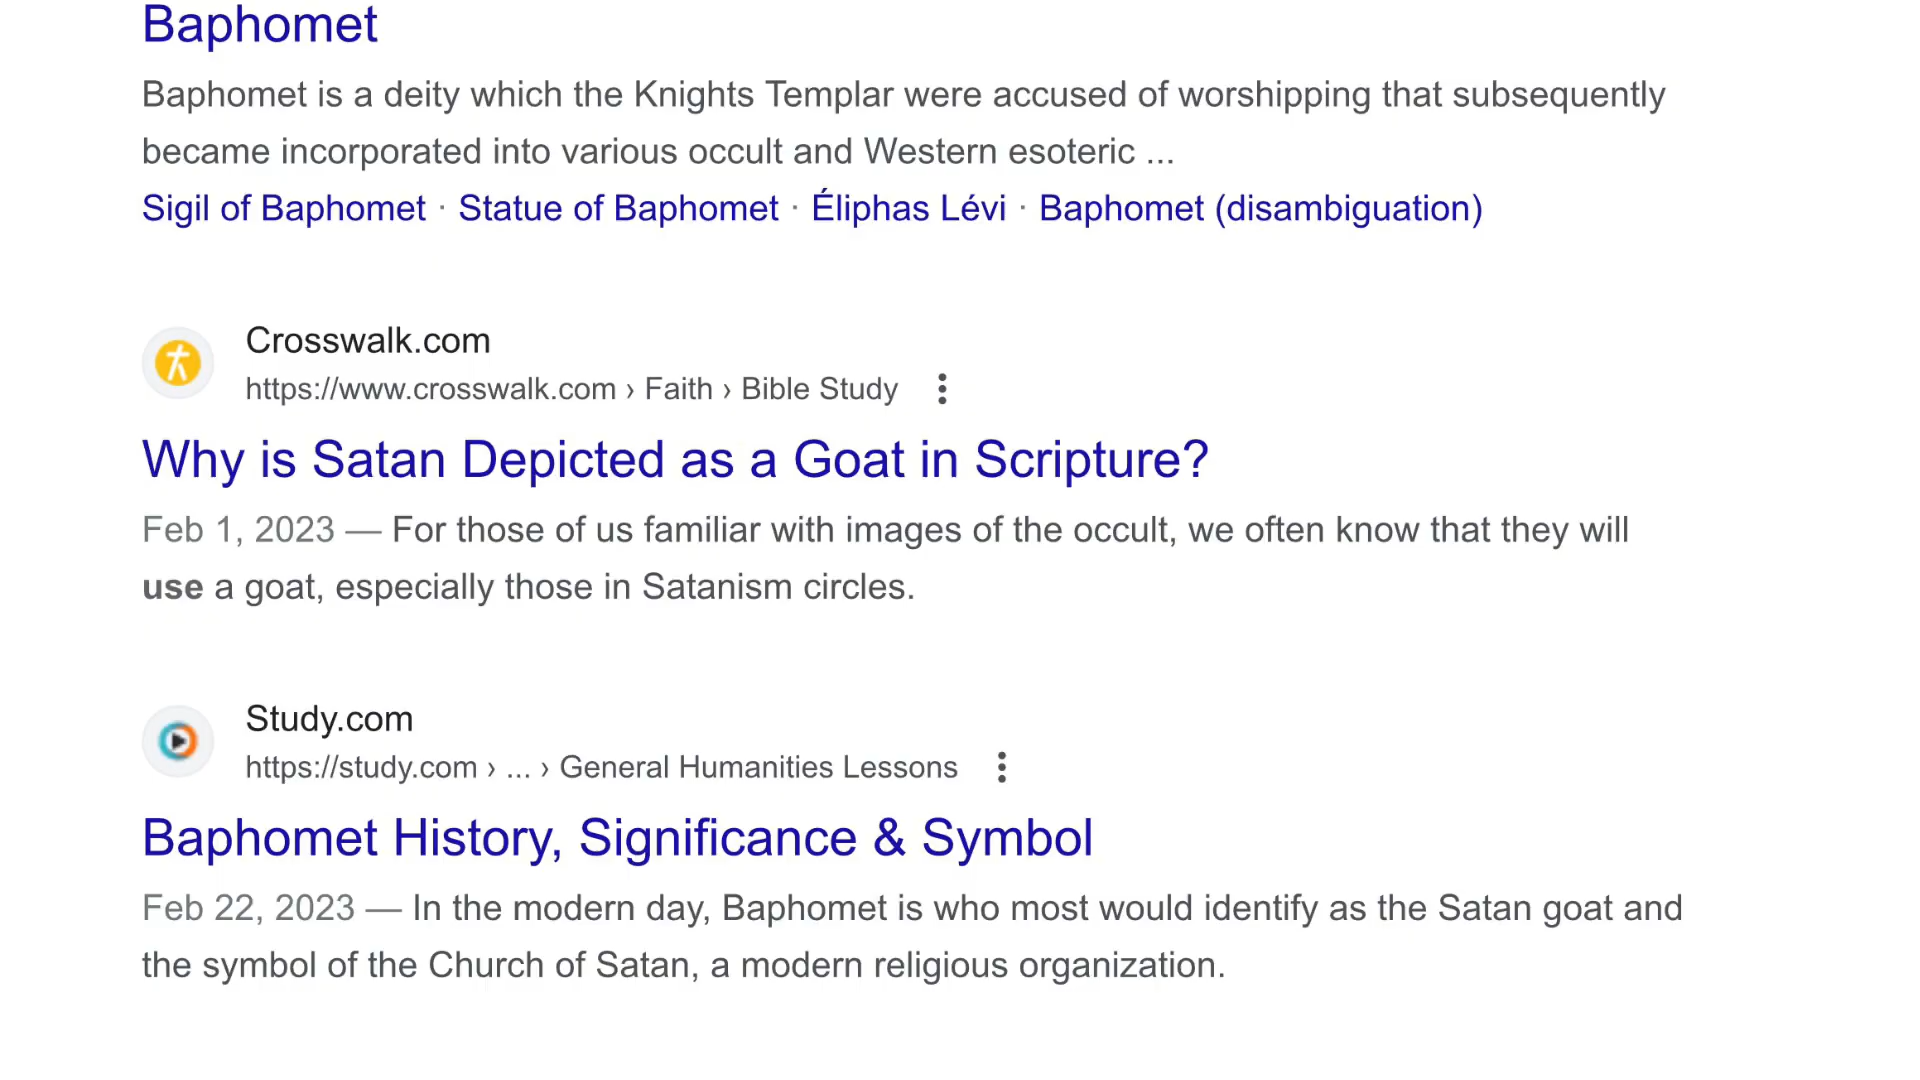 Baphomet
Baphomet is a deity which the Knights Templar were accused of worshipping that subsequently
became incorporated into various occult and Western esoteric ...
Sigil of Baphomet · Statue of Baphomet · Éliphas Lévi · Baphomet (disambiguation)
Crosswalk.com
https://www.crosswalk.com › Faith › Bible Study
Why is Satan Depicted as a Goat in Scripture?
Feb 1, 2023 — For those of us familiar with images of the occult, we often know that they will
use a goat, especially those in Satanism circles.
Study.com
https://study.com › ... › General Humanities Lessons
Baphomet History, Significance & Symbol
Feb 22, 2023 — In the modern day, Baphomet is who most would identify as the Satan goat and
the symbol of the Church of Satan, a modern religious organization.